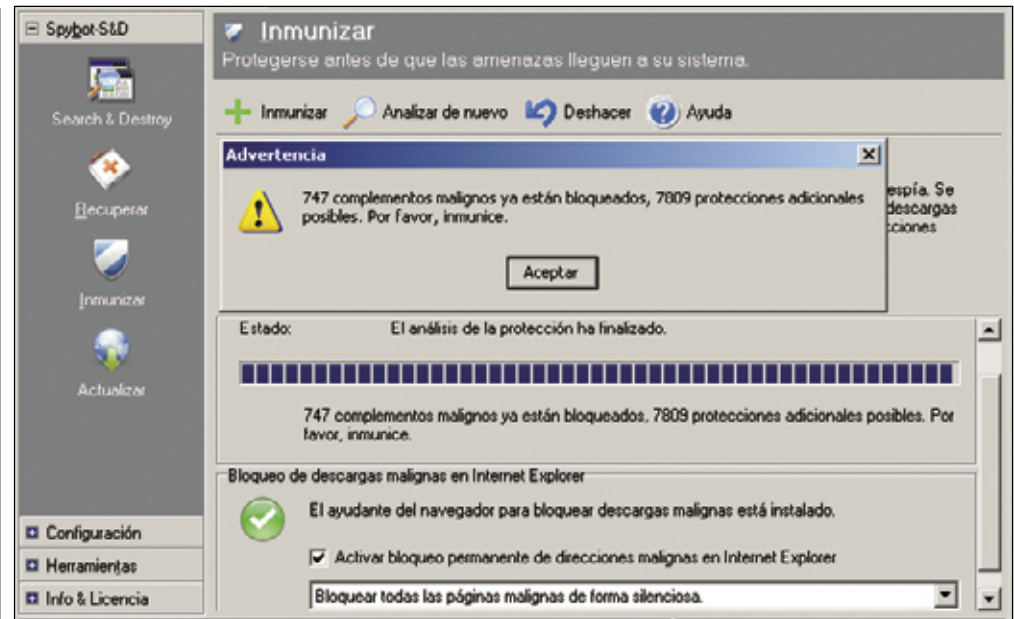 Spybot-S&D
Search & Destroy
Recuperar
Inmunizar
Actualizar
Configuración
Herramientas
Info & Licencia
Inmunizar
Protegerse antes de que las amenazas lleguen a su sistema.
Inmunizar Analizar de nuevo Deshacer Ayuda
Advertencia
747 complementos malignos ya están bloqueados, 7809 protecciones adicionales
posibles. Por favor, inmunice.
Aceptar
espía. Se
descargas
cciones
Estado: El análisis de la protección ha finalizado.
747 complementos malignos ya están bloqueados, 7809 protecciones adicionales posibles. Por
favor, inmunice.
Bloqueo de descargas malignas en Internet Explorer
El ayudante del navegador para bloquear descargas malignas está instalado.
Activar bloqueo permanente de direcciones malignas en Internet Explorer
Bloquear todas las páginas malignas de forma silenciosa.